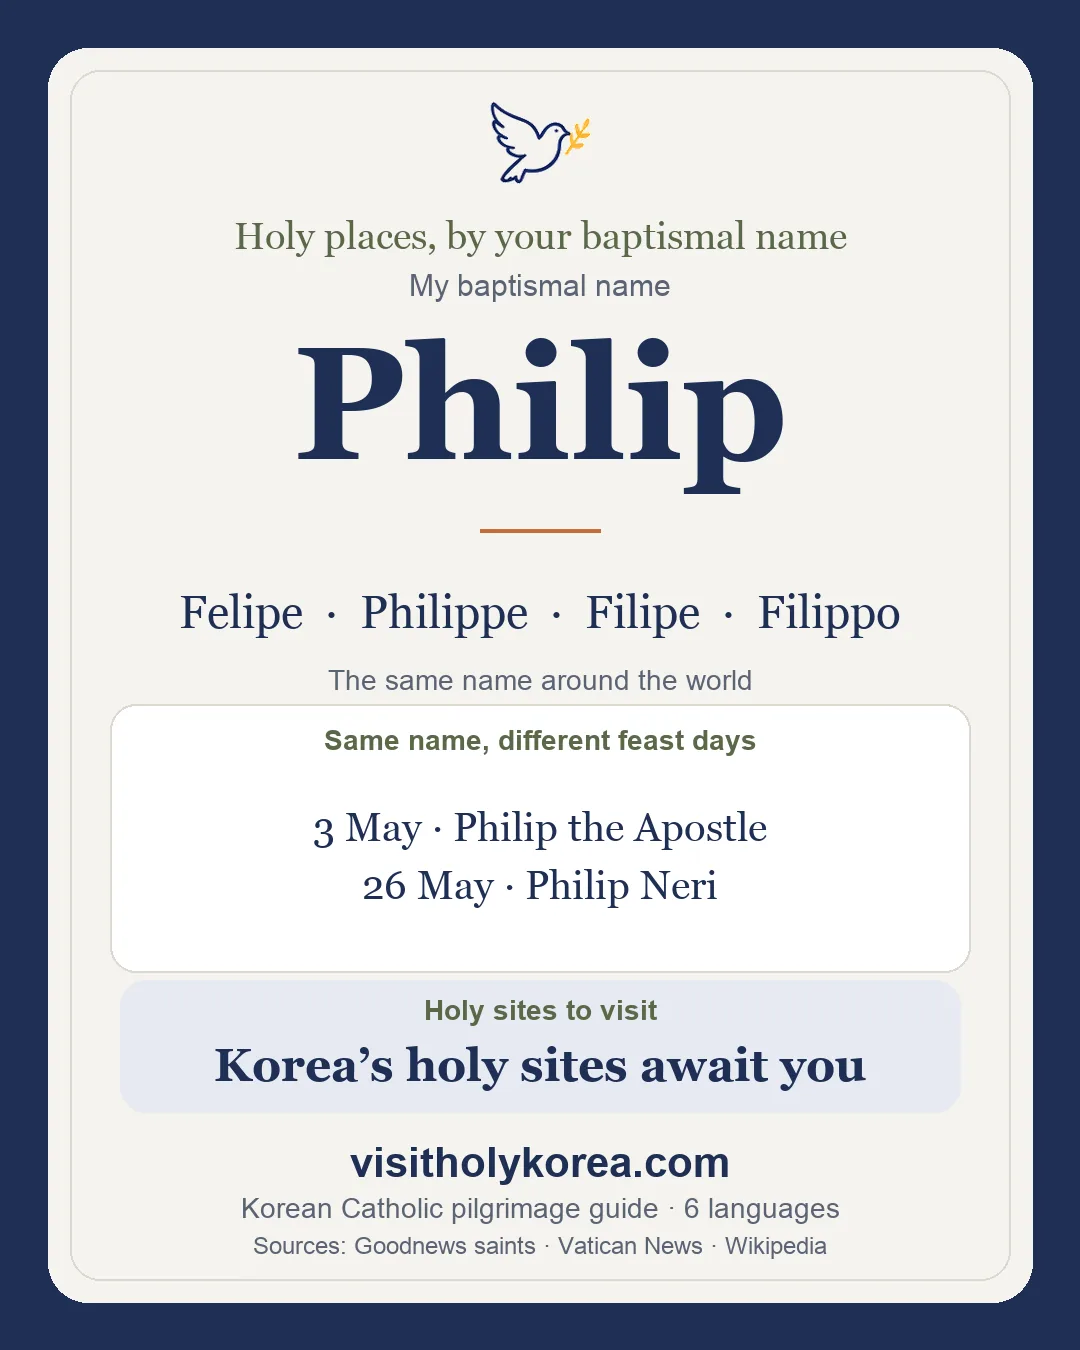 Holy places, by your baptismal name
My baptismal name
Philip
Felipe · Philippe · Filipe · Filippo
The same name around the world
Same name, different feast days
3 May · Philip the Apostle
26 May · Philip Neri
Holy sites to visit
Korea’s holy sites await you
visitholykorea.com
Korean Catholic pilgrimage guide · 6 languages
Sources: Goodnews saints · Vatican News · Wikipedia